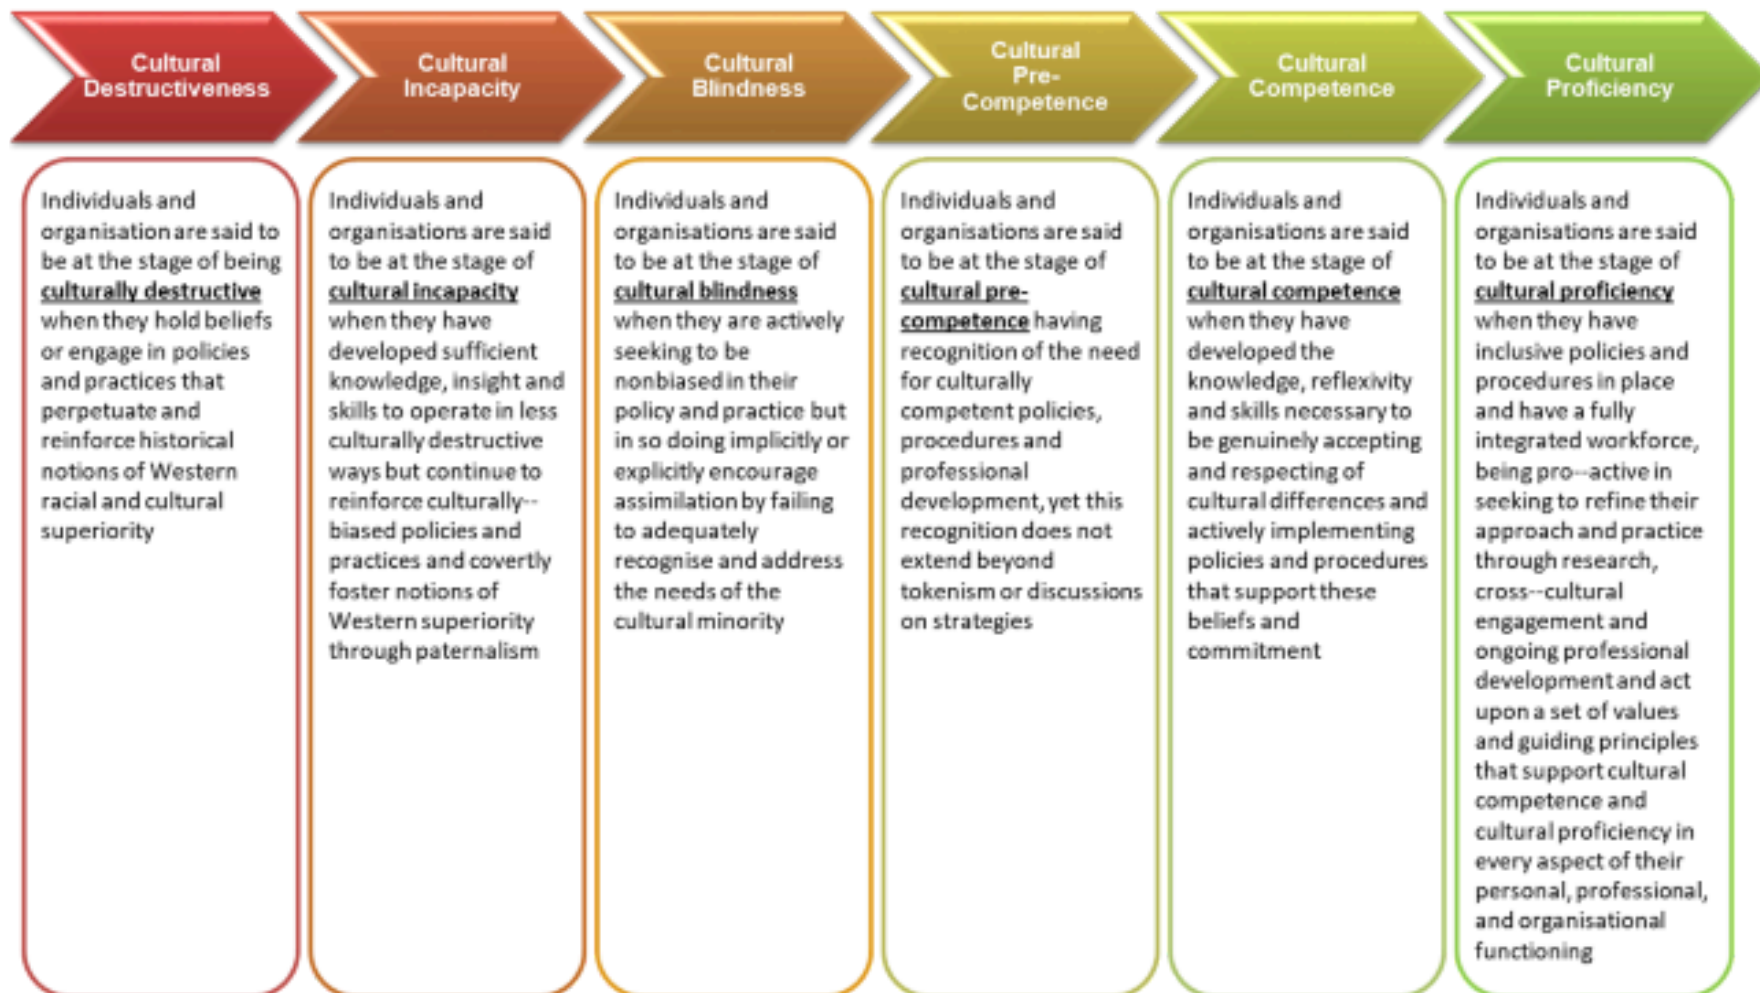 Cultural
Destructiveness
Cultural
Incapacity
Cultural
Blindness
Cultural
Pre-
Competence
Cultural
Competence
Cultural
Proficiency
Individuals and
organisation are said to
be at the stage of being
culturally destructive
when they hold beliefs
or engage in policies
and practices that
perpetuate and
reinforce historical
notions of Western
racial and cultural
superiority
Individuals and
organisations are said
to be at the stage of
cultural incapacity
when they have
developed sufficient
knowledge, insight and
skills to operate in less
culturally destructive
ways but continue to
reinforce culturally--
biased policies and
practices and covertly
foster notions of
Western superiority
through paternalism
Individuals and
organisations are said
to be at the stage of
cultural blindness
when they are actively
seeking to be
nonbiased in their
policy and practice but
in so doing implicitly or
explicitly encourage
assimilation by failing
to adequately
recognise and address
the needs of the
cultural minority
Individuals and
organisations are said
to be at the stage of
cultural pre-
competence having
recognition of the need
for culturally
competent policies,
procedures and
professional
development, yet this
recognition does not
extend beyond
tokenism or discussions
on strategies
Individuals and
organisations are said
to be at the stage of
cultural competence
when they have
developed the
knowledge, reflexivity
and skills necessary to
be genuinely accepting
and respecting of
cultural differences and
actively implementing
policies and procedures
that support these
beliefs and
commitment
Individuals and
organisations are said
to be at the stage of
cultural proficiency
when they have
inclusive policies and
procedures in place
and have a fully
integrated workforce,
being pro--active in
seeking to refine their
approach and practice
through research,
cross--cultural
engagement and
ongoing professional
development and act
upon a set of values
and guiding principles
that support cultural
competence and
cultural proficiency in
every aspect of their
personal, professional,
and organisational
functioning